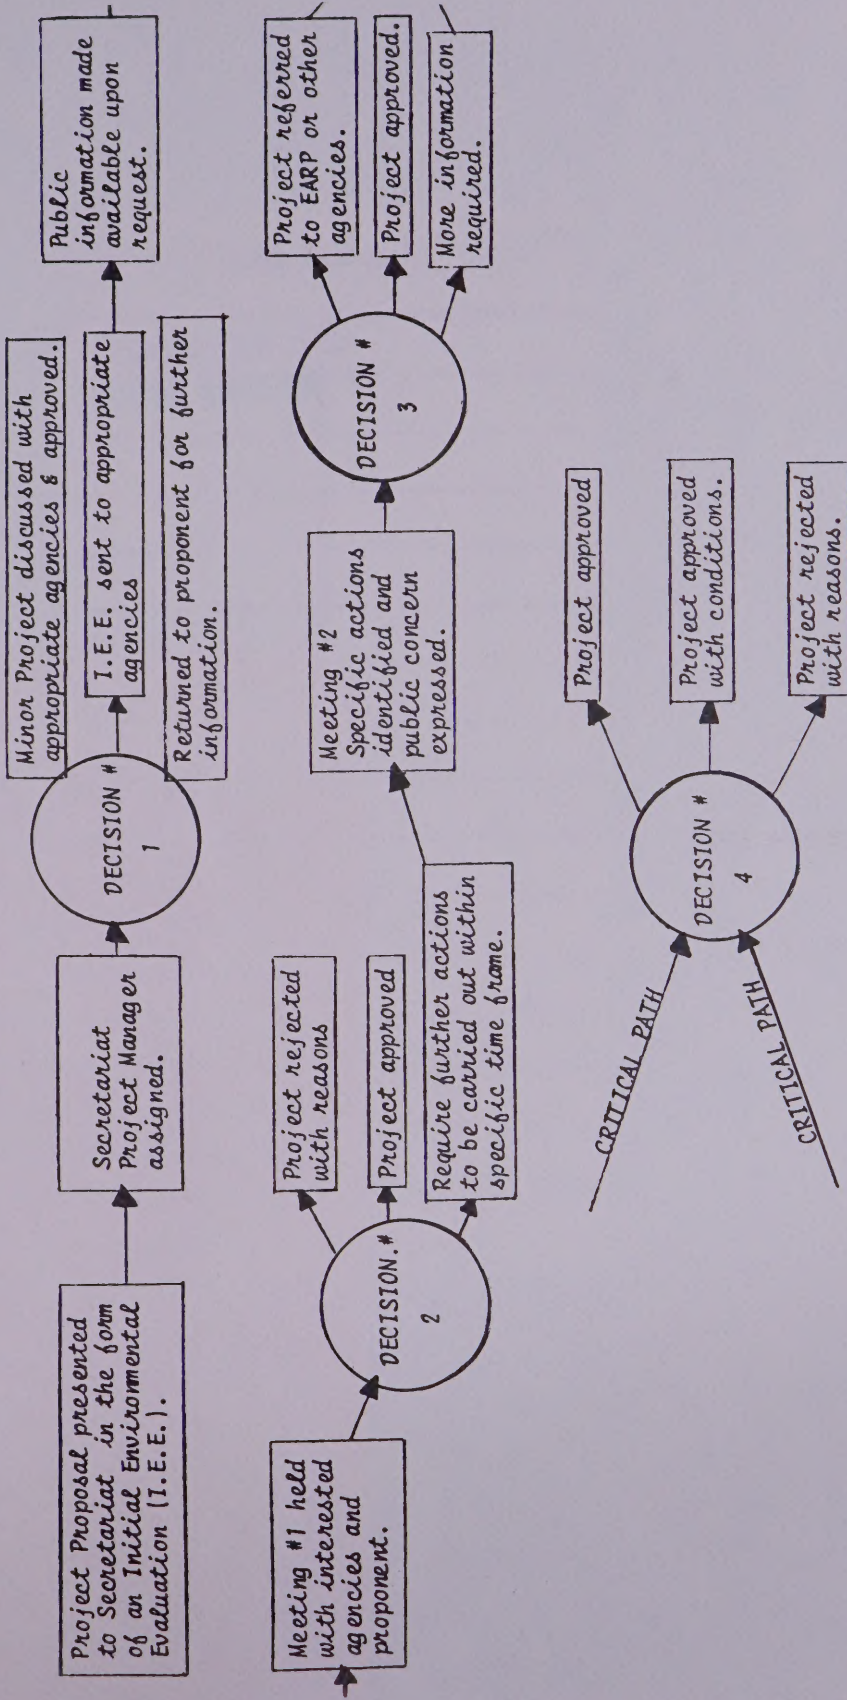 Project Proposal presented
to Secretariat in the form
of an Initial Environmental
Evaluation (I.E.E.).
Secretariat
Project Manager
assigned.
DECISION #
1
Minor Project discussed with
appropriate agencies & approved.
I.E.E. sent to appropriate
agencies
Returned to proponent for further
information.
Public
information made
available upon
request.
Meeting #1 held
with interested
agencies and
proponent.
DECISION.#
2
Project rejected
with reasons
Project approved
Require further actions
to be carried out within
specific time frame.
Meeting #2
Specific actions
identified and
public concern
expressed.
DECISION #
3
Project referred
to EARP or other
agencies.
Project approved.
More information
required.
CRITICAL PATH
CRITICAL PATH
DECISION #
4
Project approved
Project approved
with conditions.
Project rejected
with reasons.